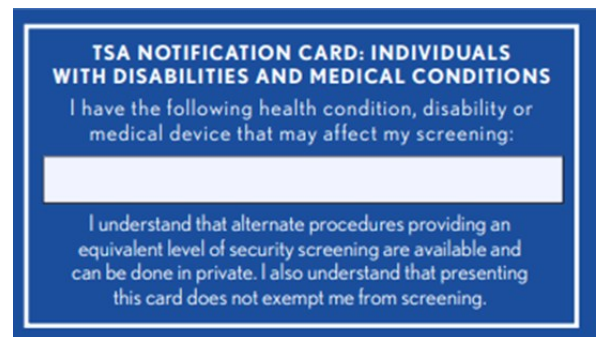 TSA NOTIFICATION CARD: INDIVIDUALS
WITH DISABILITIES AND MEDICAL CONDITIONS
I have the following health condition, disability or
medical device that may affect my screening:
I understand that alternate procedures providing an
equivalent level of security screening are available and
can be done in private. I also understand that presenting
this card does not exempt me from screening.